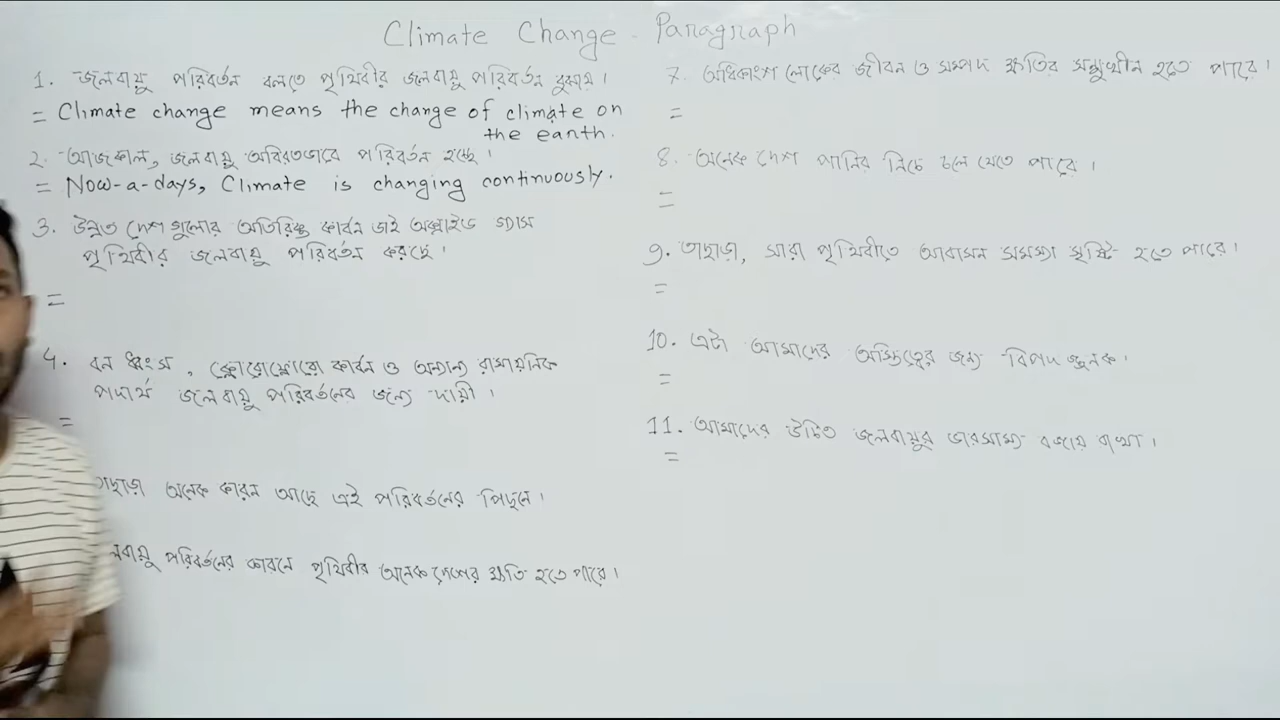 Climate Change - Paragraph
1. জলবায়ু পরিবর্তন বলতে পৃথিবীর জলবায়ু পরিবর্তন বুঝায়।
= Climate change means the change of climate on
the earth.
2. আজকাল, জলবায়ু অবিরতভাবে পরিবর্তন হচ্ছে।
= Now-a-days, Climate is changing continuously.
3. উন্নত দেশগুলোর অতিরিক্ত কার্বন ডাই অক্সাইড গ্যাস
পৃথিবীর জলবায়ু পরিবর্তন করছে।
=
4. বন ধ্বংস, ক্লোরোফ্লোরো কার্বন ও অন্যান্য রাসায়নিক
পদার্থ জলবায়ু পরিবর্তনের জন্যে দায়ী।
=
তাছাড়া অনেক কারন আছে এই পরিবর্তনের পিছনে।
লবায়ু পরিবর্তনের কারনে পৃথিবীর অনেক দেশের ক্ষতি হতে পারে।
7. অধিকাংশ লোকের জীবন ও সম্পদ ক্ষতির সম্মুখীন হতে পারে।
=
8. অনেক দেশ পানির নিচে চলে যেতে পারে।
=
9. তাছাড়া, সারা পৃথিবীতে আবাসন সমস্যা সৃষ্টি হতে পারে।
=
10. এটা আমাদের অস্তিত্বের জন্য বিপদজনক।
=
11. আমাদের উচিত জলবায়ুর ভারসাম্য বজায় রাখা।
=